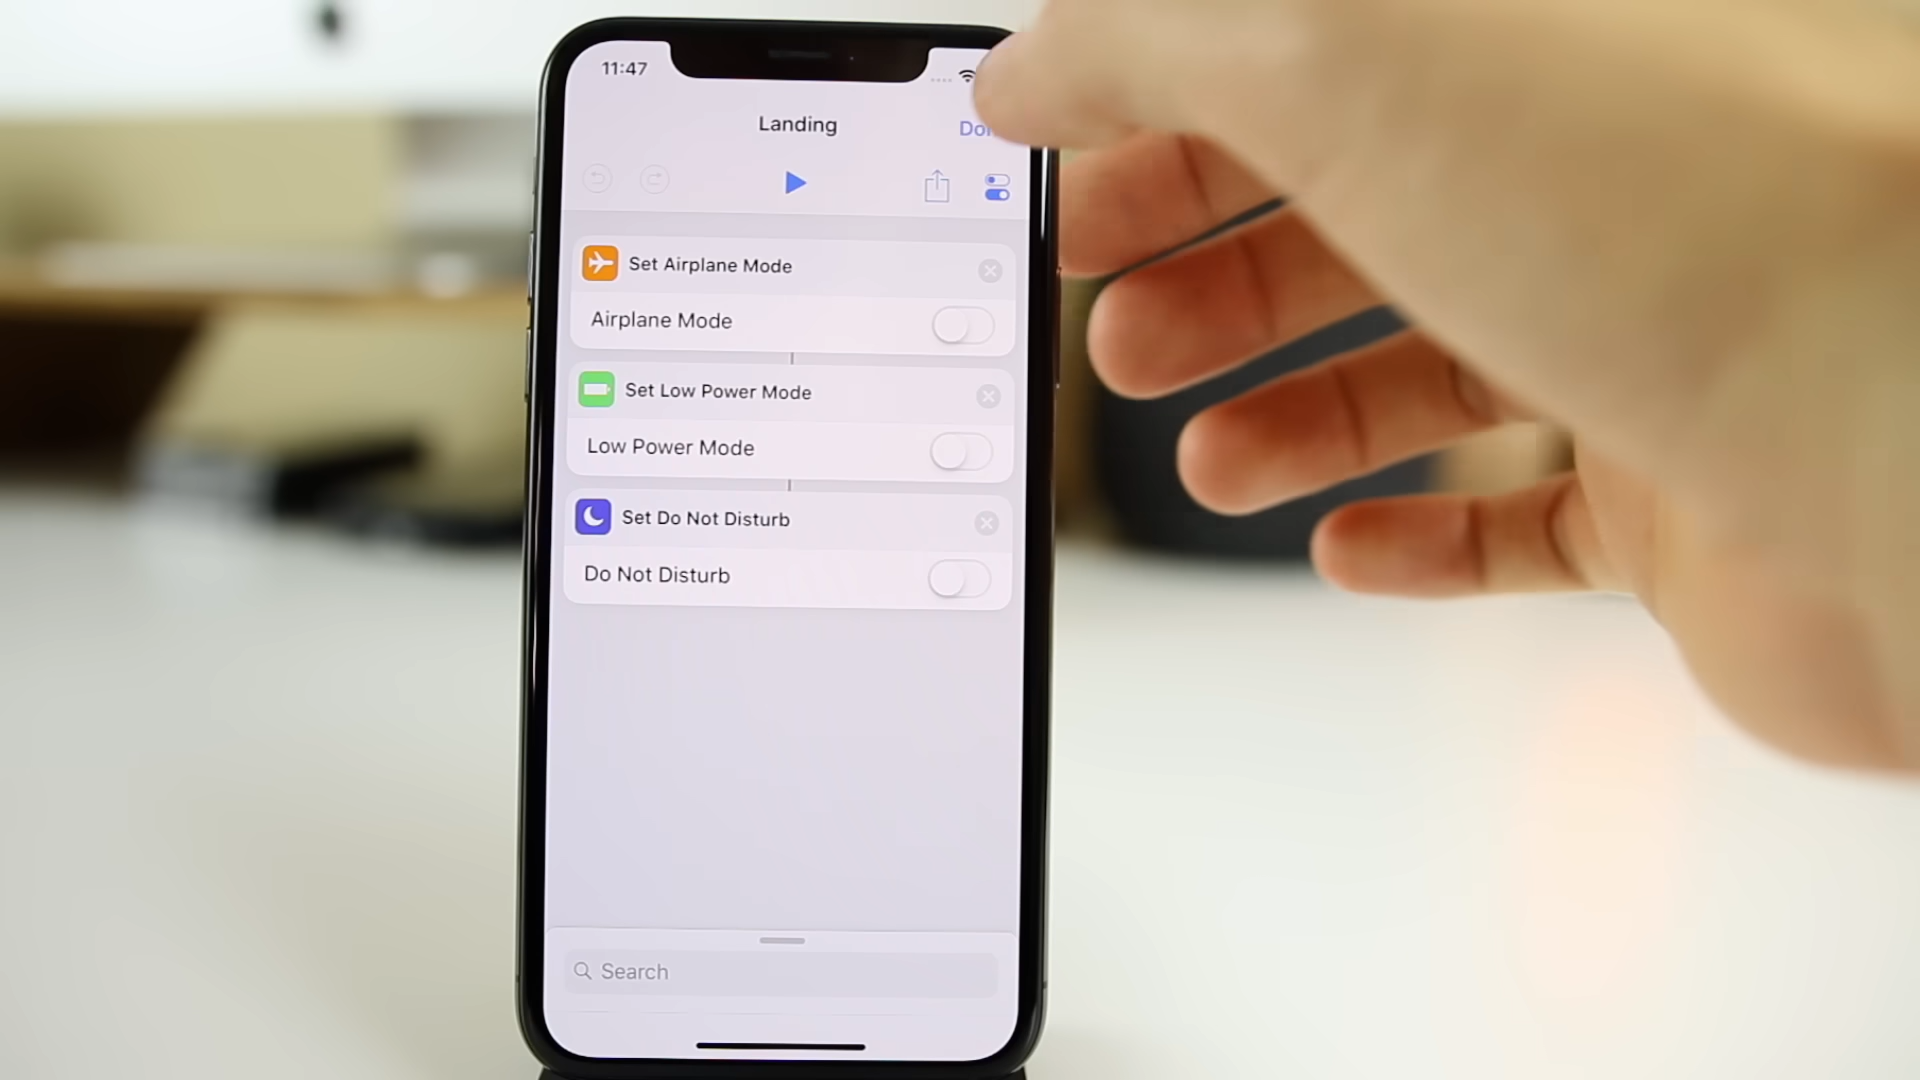 11:47
Landing
Set Airplane Mode
Airplane Mode
Set Low Power Mode
Low Power Mode
Set Do Not Disturb
Do Not Disturb
Search